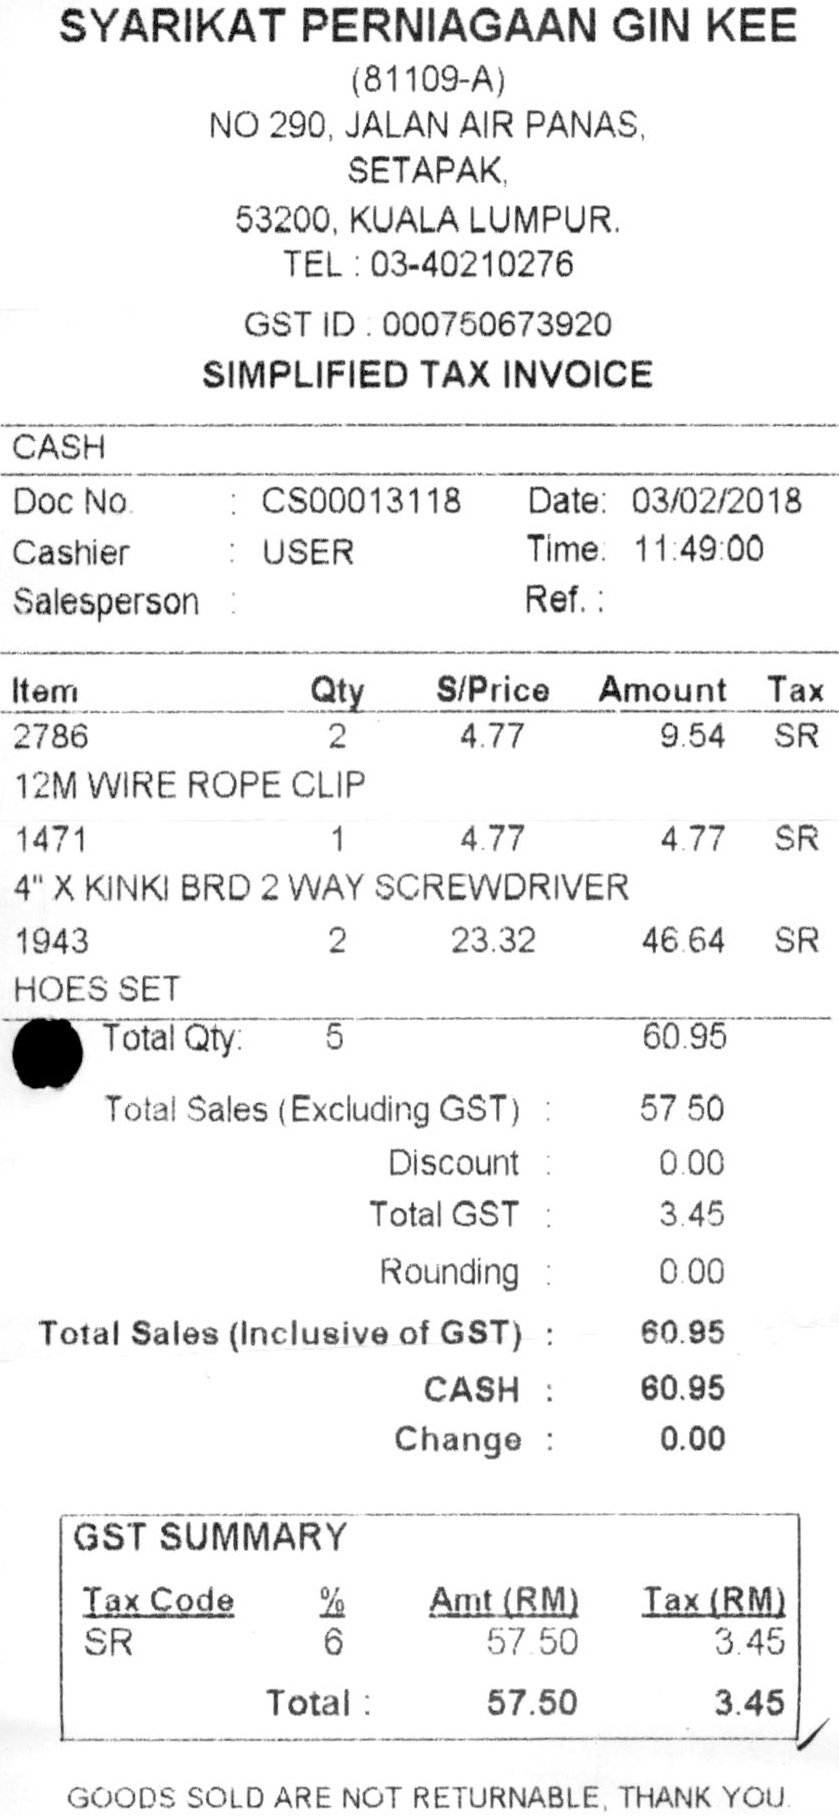 SYARIKAT PERNIAGAAN GIN KEE
(81109-A)
NO 290, JALAN AIR PANAS,
SETAPAK,
53200, KUALA LUMPUR.
TEL : 03-40210276
GST ID : 000750673920
SIMPLIFIED TAX INVOICE
CASH
Doc No. : CS00013118 Date: 03/02/2018
Cashier : USER Time: 11:49:00
Salesperson : Ref. :
Item Qty S/Price Amount Tax
2786 2 4.77 9.54 SR
12M WIRE ROPE CLIP
1471 1 4.77 4.77 SR
4" X KINKI BRD 2 WAY SCREWDRIVER
1943 2 23.32 46.64 SR
HOES SET
Total Qty: 5 60.95
Total Sales (Excluding GST) : 57.50
Discount : 0.00
Total GST : 3.45
Rounding : 0.00
Total Sales (Inclusive of GST) : 60.95
CASH : 60.95
Change : 0.00
GST SUMMARY
Tax Code % Amt (RM) Tax (RM)
SR 6 57.50 3.45
Total : 57.50 3.45
GOODS SOLD ARE NOT RETURNABLE, THANK YOU.